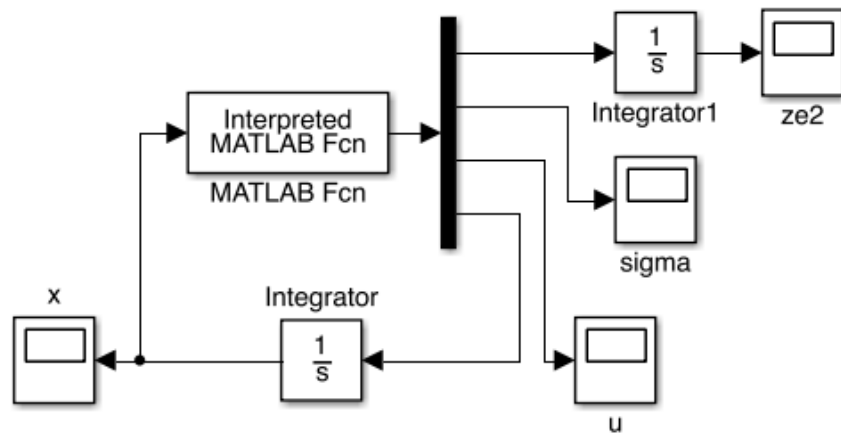 1
s
Integrator1
ze2
Interpreted
MATLAB Fcn
MATLAB Fcn
sigma
x
Integrator
1
s
u